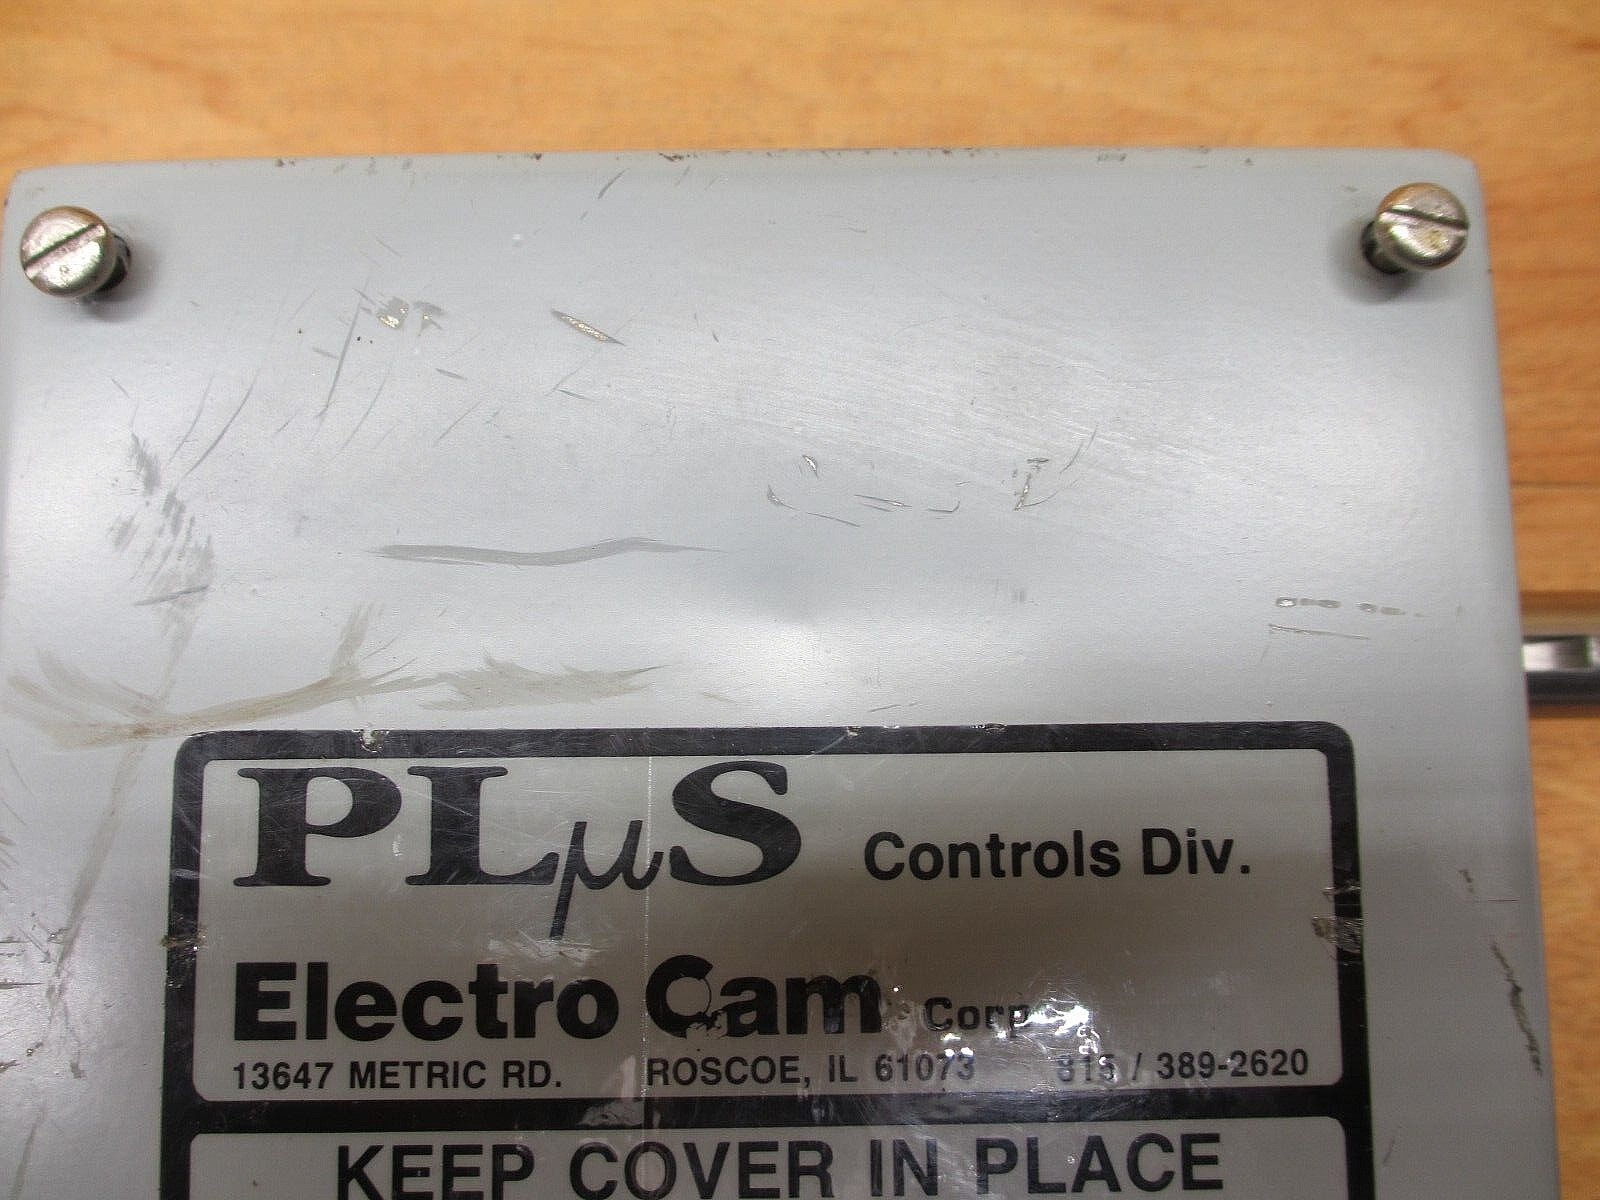 PLµS Controls Div.
Electro Cam Corp
13647 METRIC RD. ROSCOE, IL 61073 815 / 389-2620
KEEP COVER IN PLACE